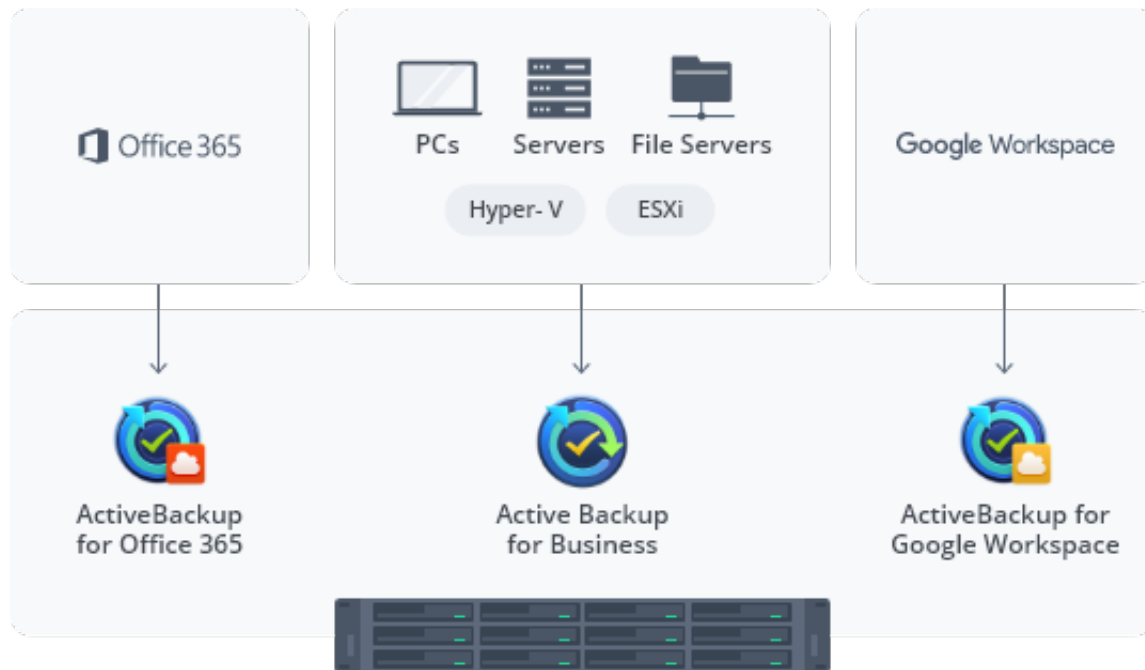 Office 365
PCs
Servers
File Servers
Hyper- V
ESXi
Google Workspace
ActiveBackup
for Office 365
Active Backup
for Business
ActiveBackup for
Google Workspace